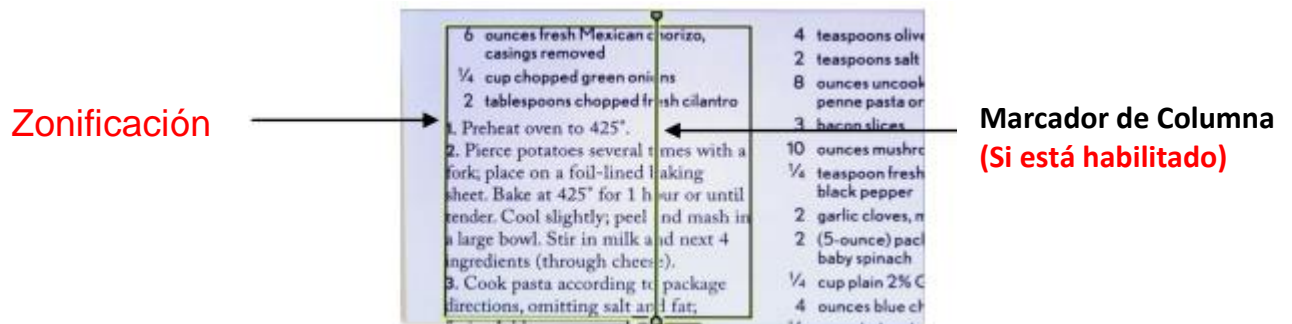 Zonificación
6 ounces fresh Mexican chorizo,
casings removed
¼ cup chopped green onions
2 tablespoons chopped fresh cilantro
1. Preheat oven to 425°.
2. Pierce potatoes several times with a
fork; place on a foil-lined baking
sheet. Bake at 425° for 1 hour or until
tender. Cool slightly; peel and mash in
a large bowl. Stir in milk and next 4
ingredients (through cheese).
3. Cook pasta according to package
directions, omitting salt and fat;
4 teaspoons olive
2 teaspoons salt
8 ounces uncook
penne pasta or
3 bacon slices
10 ounces mushro
¼ teaspoon fresh
black pepper
2 garlic cloves,
2 (5-ounce) pack
baby spinach
¼ cup plain 2%
4 ounces blue
Marcador de Columna
(Si está habilitado)